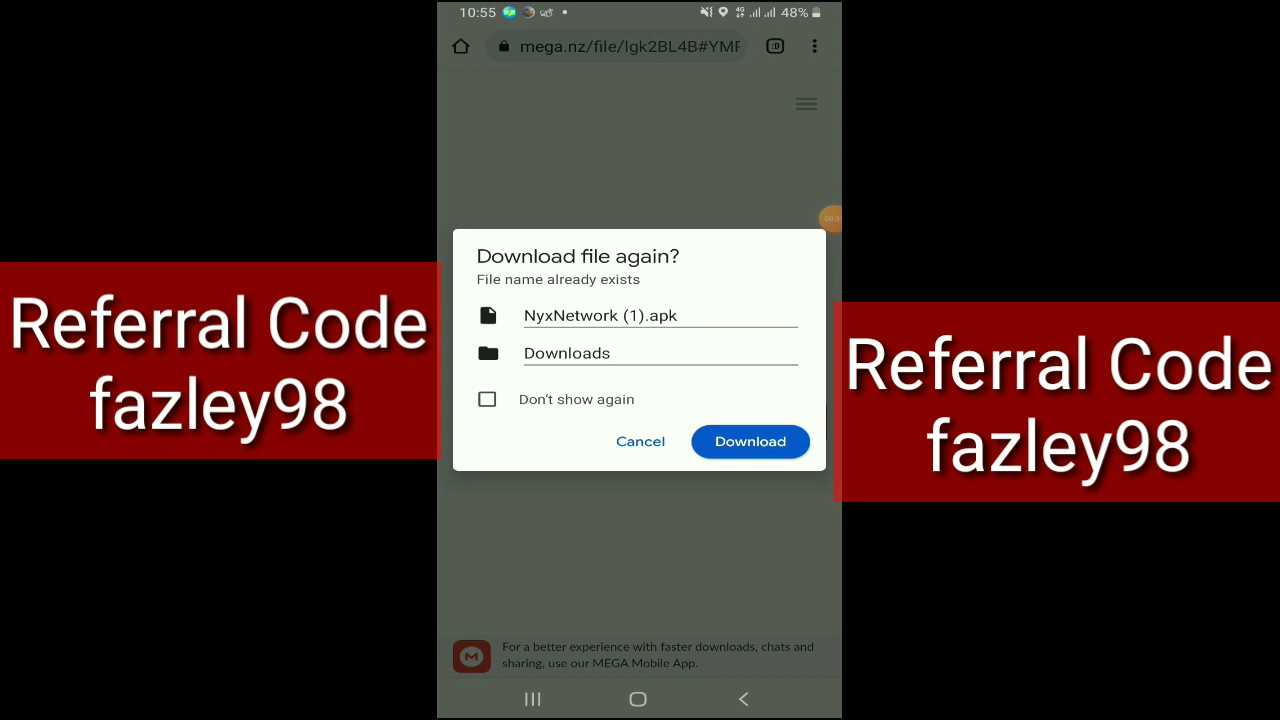 10:55
48%
mega.nz/file/lgk2BL4B#YMF
:D
Download file again?
File name already exists
NyxNetwork (1).apk
Downloads
Don't show again
Cancel
Download
Referral Code
fazley98
Referral Code
fazley98
For a better experience with faster downloads, chats and
sharing, use our MEGA Mobile App.